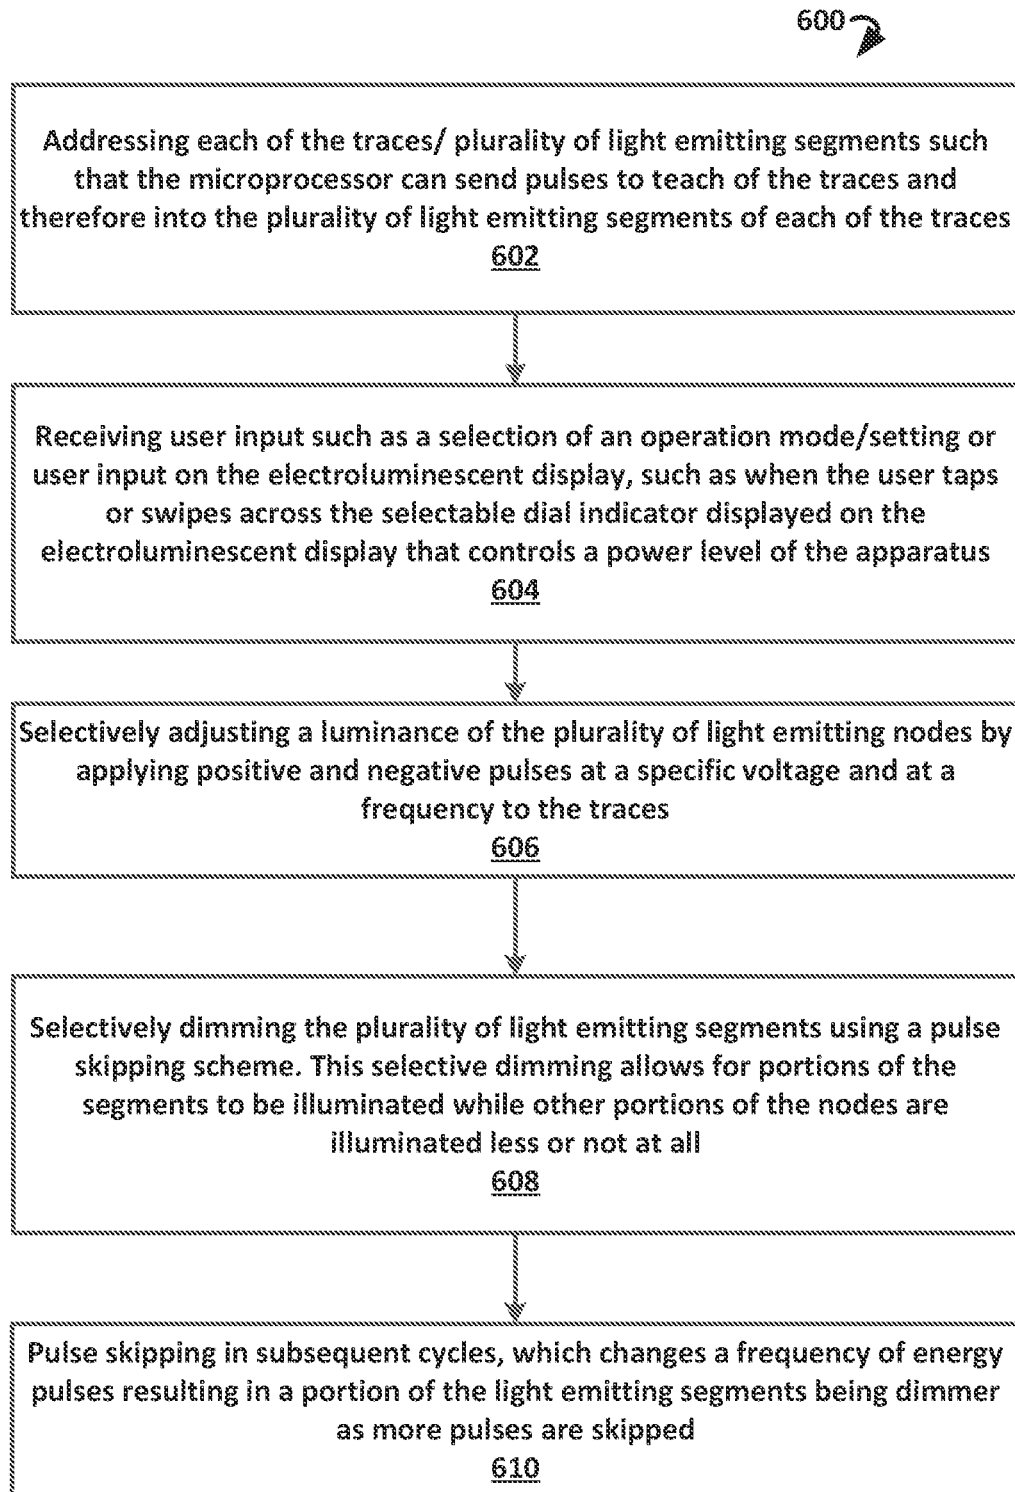 600
Addressing each of the traces/ plurality of light emitting segments such
that the microprocessor can send pulses to teach of the traces and
therefore into the plurality of light emitting segments of each of the traces
602
Receiving user input such as a selection of an operation mode/setting or
user input on the electroluminescent display, such as when the user taps
or swipes across the selectable dial indicator displayed on the
electroluminescent display that controls a power level of the apparatus
604
Selectively adjusting a luminance of the plurality of light emitting nodes by
applying positive and negative pulses at a specific voltage and at a
frequency to the traces
606
Selectively dimming the plurality of light emitting segments using a pulse
skipping scheme. This selective dimming allows for portions of the
segments to be illuminated while other portions of the nodes are
illuminated less or not at all
608
Pulse skipping in subsequent cycles, which changes a frequency of energy
pulses resulting in a portion of the light emitting segments being dimmer
as more pulses are skipped
610